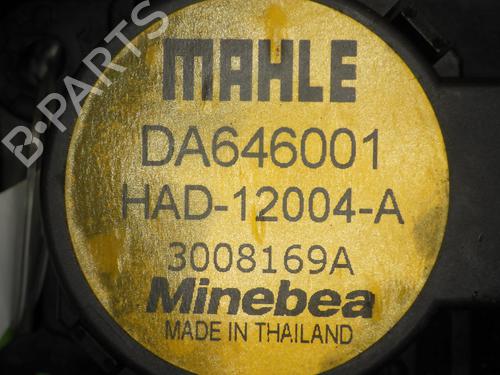 B-PARTS
MAHLE
DA646001
HAD-12004-A
3008169A
Minebea
MADE IN THAILAND